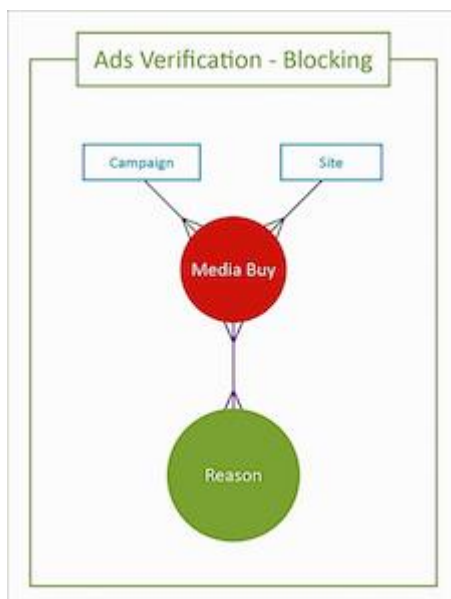 Ads Verification - Blocking
Campaign
Site
Media Buy
Reason